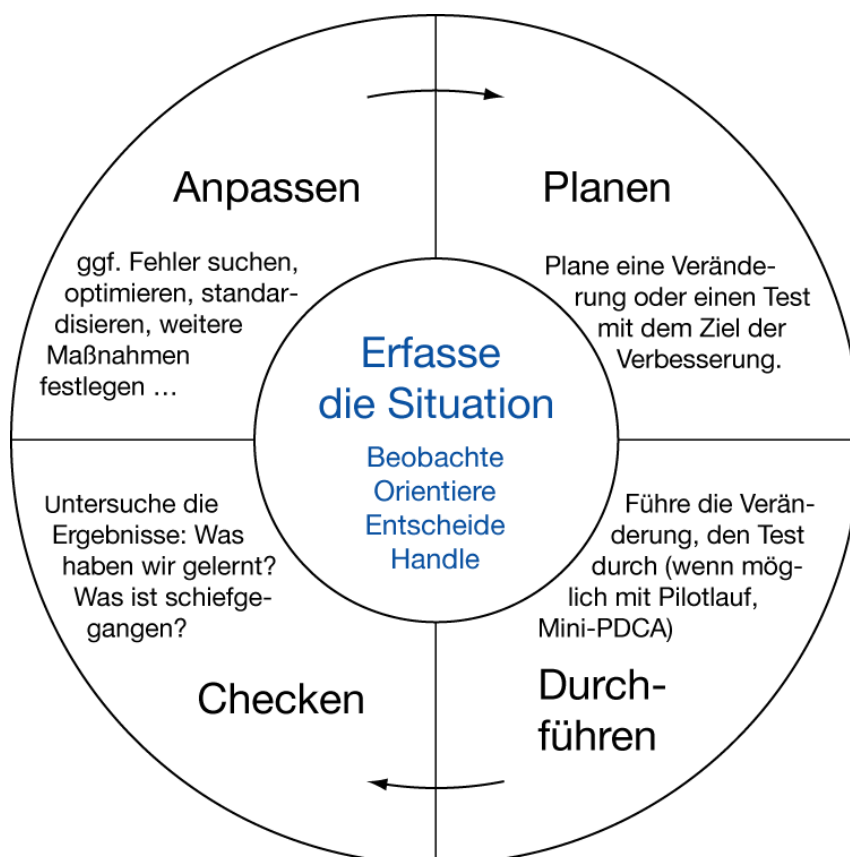 Anpassen
ggf. Fehler suchen,
optimieren, standar-
disieren, weitere
Maßnahmen
festlegen …
Planen
Plane eine Verände-
rung oder einen Test
mit dem Ziel der
Verbesserung.
Erfasse
die Situation
Beobachte
Orientiere
Entscheide
Handle
Untersuche die
Ergebnisse: Was
haben wir gelernt?
Was ist schiefge-
gangen?
Checken
Führe die Verän-
derung, den Test
durch (wenn mög-
lich mit Pilotlauf,
Mini-PDCA)
Durch-
führen